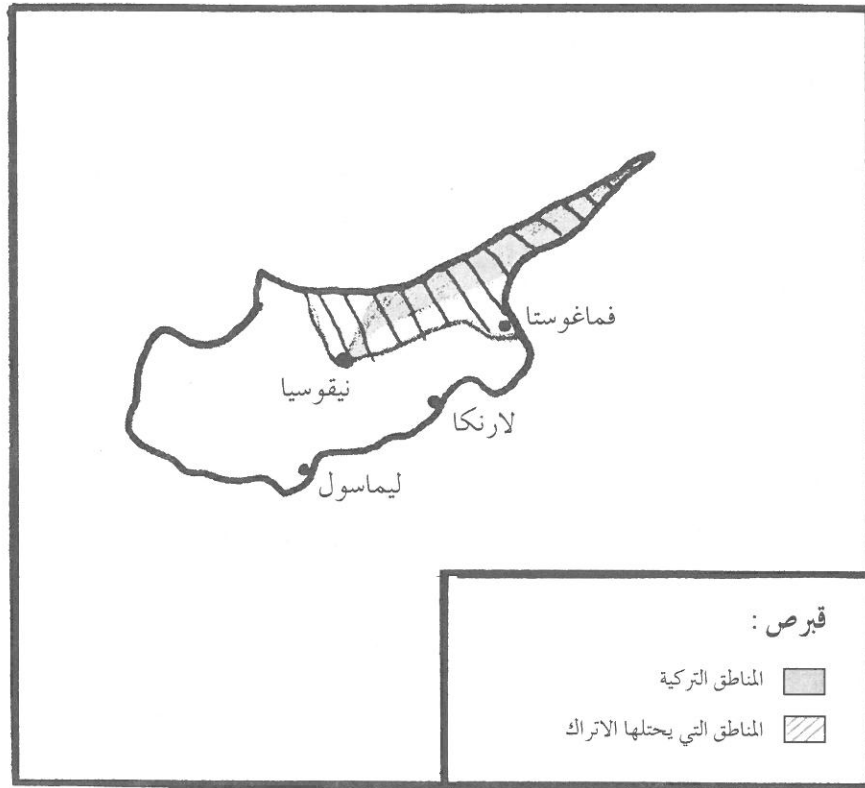 فماغوستا
نيقوسيا
لارنكا
ليماسول
قبرص :
المناطق التركية
المناطق التي يحتلها الاتراك